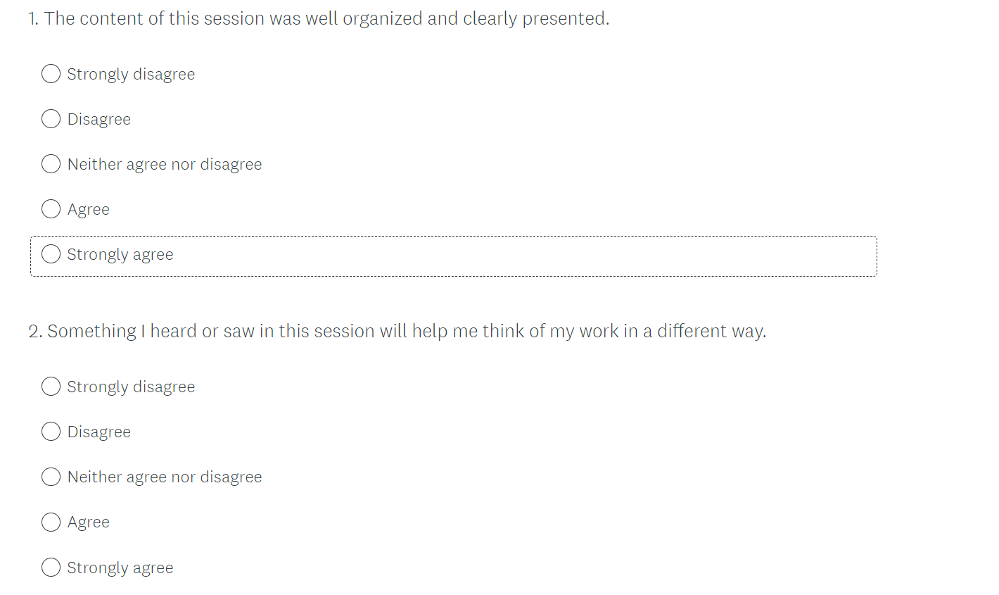 1. The content of this session was well organized and clearly presented.
Strongly disagree
Disagree
Neither agree nor disagree
Agree
Strongly agree
2. Something I heard or saw in this session will help me think of my work in a different way.
Strongly disagree
Disagree
Neither agree nor disagree
Agree
Strongly agree